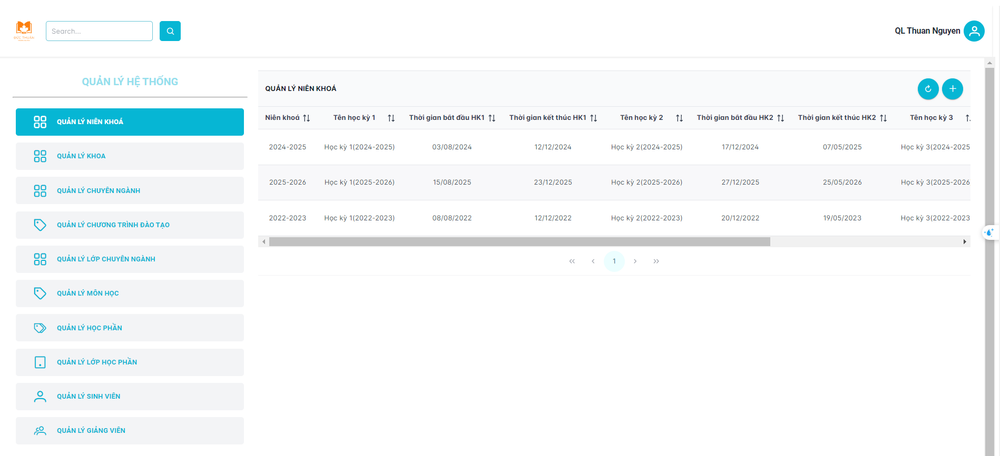 ĐỨC THUẬN
Search...
QL Thuan Nguyen
QUẢN LÝ HỆ THỐNG
QUẢN LÝ NIÊN KHOÁ
QUẢN LÝ KHOA
QUẢN LÝ CHUYÊN NGÀNH
QUẢN LÝ CHƯƠNG TRÌNH ĐÀO TẠO
QUẢN LÝ LỚP CHUYÊN NGÀNH
QUẢN LÝ MÔN HỌC
QUẢN LÝ HỌC PHẦN
QUẢN LÝ LỚP HỌC PHẦN
QUẢN LÝ SINH VIÊN
QUẢN LÝ GIẢNG VIÊN
QUẢN LÝ NIÊN KHOÁ
Niên khoá Tên học kỳ 1 Thời gian bắt đầu HK1 Thời gian kết thúc HK1 Tên học kỳ 2 Thời gian bắt đầu HK2 Thời gian kết thúc HK2 Tên học kỳ 3
2024-2025 Học kỳ 1(2024-2025) 03/08/2024 12/12/2024 Học kỳ 2(2024-2025) 17/12/2024 07/05/2025 Học kỳ 3(2024-2025
2025-2026 Học kỳ 1(2025-2026) 15/08/2025 23/12/2025 Học kỳ 2(2025-2026) 27/12/2025 25/05/2026 Học kỳ 3(2025-2026
2022-2023 Học kỳ 1(2022-2023) 08/08/2022 12/12/2022 Học kỳ 2(2022-2023) 20/12/2022 19/05/2023 Học kỳ 3(2022-2023
1